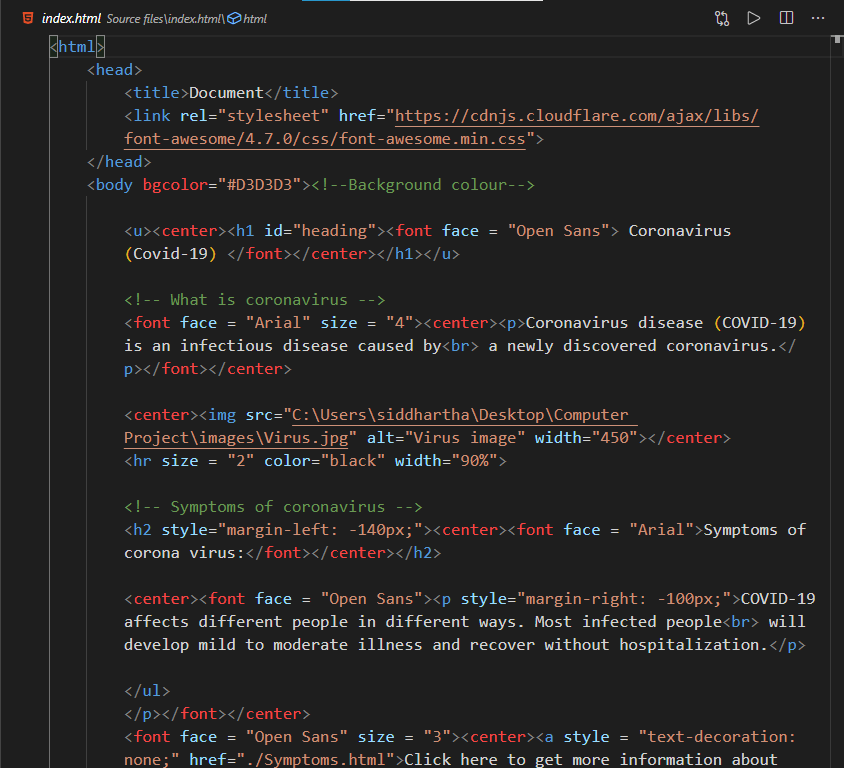 index.html Source files\index.html\html
<html>
<head>
<title>Document</title>
<link rel="stylesheet" href="https://cdnjs.cloudflare.com/ajax/libs/
font-awesome/4.7.0/css/font-awesome.min.css">
</head>
<body bgcolor="#D3D3D3"><!--Background colour-->
<u><center><h1 id="heading"><font face = "Open Sans"> Coronavirus
(Covid-19) </font></center></h1></u>
<!-- What is coronavirus -->
<font face = "Arial" size = "4"><center><p>Coronavirus disease (COVID-19)
is an infectious disease caused by<br> a newly discovered coronavirus.</
p></font></center>
<center><img src="C:\Users\siddhartha\Desktop\Computer
Project\images\Virus.jpg" alt="Virus image" width="450"></center>
<hr size = "2" color="black" width="90%">
<!-- Symptoms of coronavirus -->
<h2 style="margin-left: -140px;"><center><font face = "Arial">Symptoms of
corona virus:</font></center></h2>
<center><font face = "Open Sans"><p style="margin-right: -100px;">COVID-19
affects different people in different ways. Most infected people<br> will
develop mild to moderate illness and recover without hospitalization.</p>
</ul>
</p></font></center>
<font face = "Open Sans" size = "3"><center><a style = "text-decoration:
none;" href="./Symptoms.html">Click here to get more information about